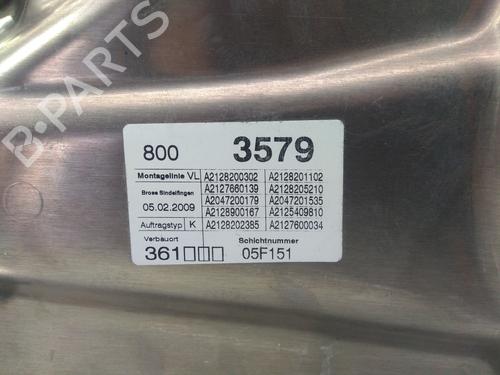 B-PARTS
800 3579
Montagelinie VL A2128200302 A2128201102
Brose Sindelfingen A2127660139 A2128205210
05.02.2009 A2047200179 A2047201535
A2128900167 A2125409810
Auftragstyp K A2128202385 A2127600034
Verbauort Schichtnummer
361□□□ 05F151